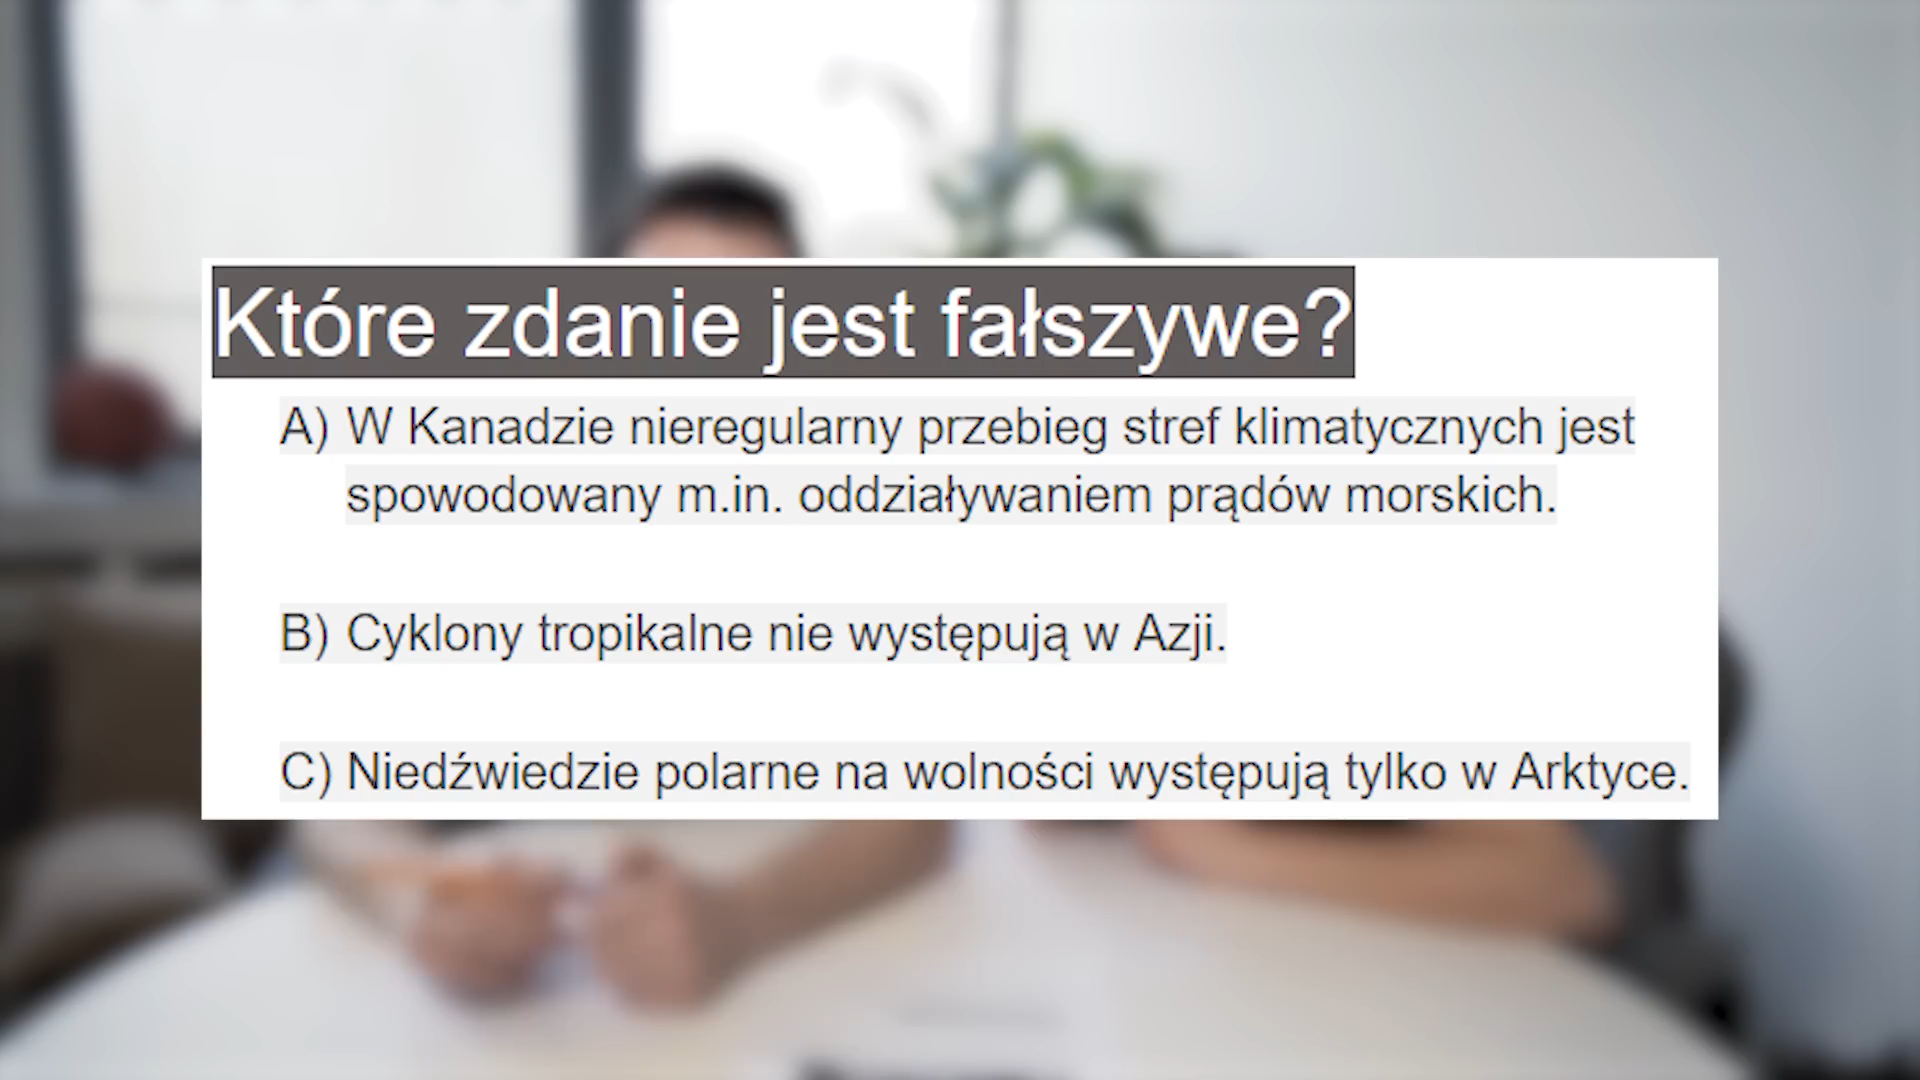 Które zdanie jest fałszywe?
A) W Kanadzie nieregularny przebieg stref klimatycznych jest
spowodowany m.in. oddziaływaniem prądów morskich.
B) Cyklony tropikalne nie występują w Azji.
C) Niedźwiedzie polarne na wolności występują tylko w Arktyce.